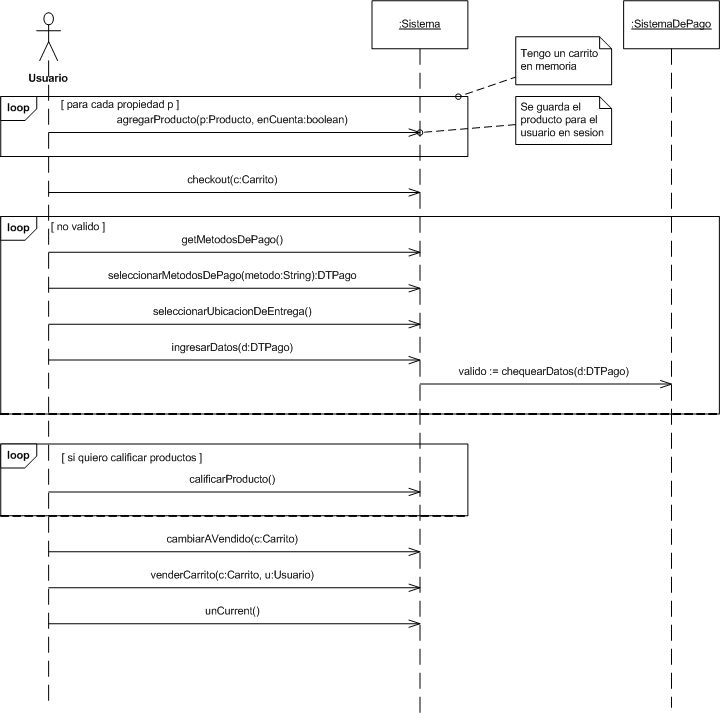 :Sistema
:SistemaDePago
Usuario
Tengo un carrito
en memoria
loop
[ para cada propiedad p ]
agregarProducto(p:Producto, enCuenta:boolean)
Se guarda el
producto para el
usuario en sesion
checkout(c:Carrito)
loop
[ no valido ]
getMetodosDePago()
seleccionarMetodosDePago(metodo:String):DTPago
seleccionarUbicacionDeEntrega()
ingresarDatos(d:DTPago)
valido := chequearDatos(d:DTPago)
loop
[ si quiero calificar productos ]
calificarProducto()
cambiarAVendido(c:Carrito)
venderCarrito(c:Carrito, u:Usuario)
unCurrent()